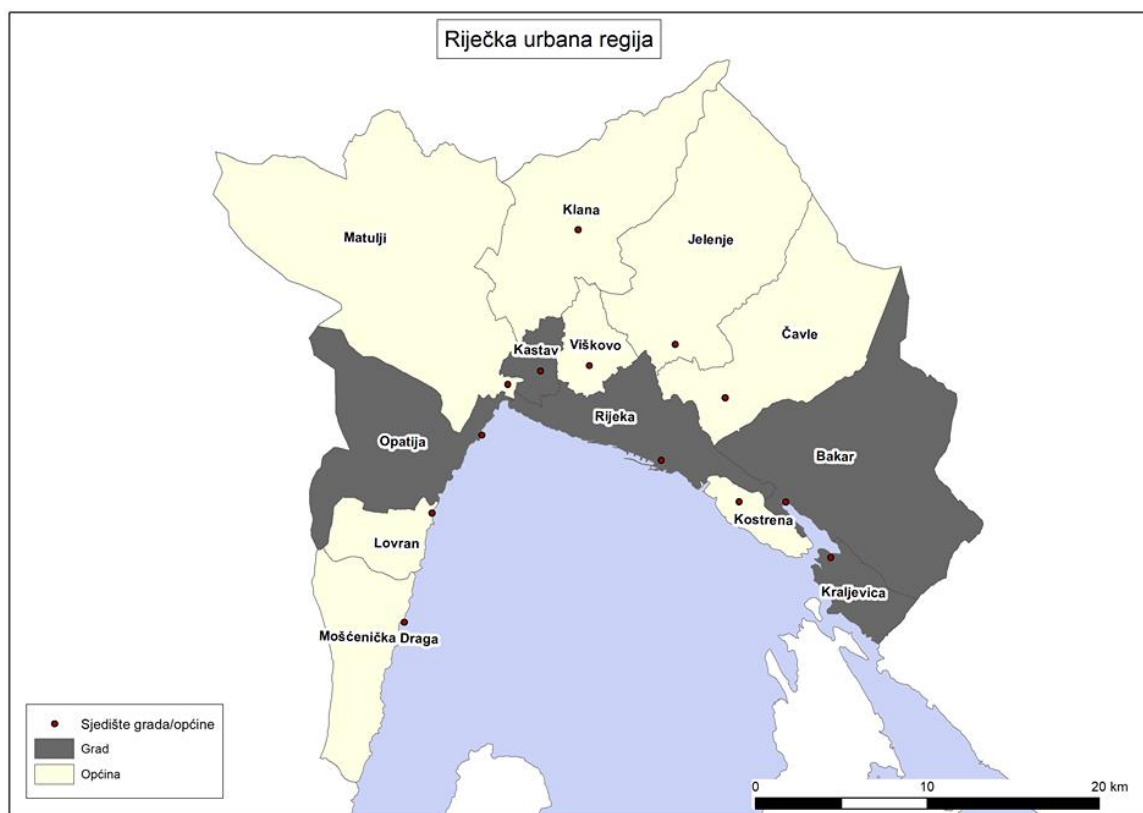 Riječka urbana regija
Klana
Matulji
Jelenje
Čavle
Kastav
Viškovo
Rijeka
Opatija
Bakar
Kostrena
Lovran
Kraljevica
Mošćenička Draga
Sjedište grada/općine
Grad
Općina
0 10 20 km